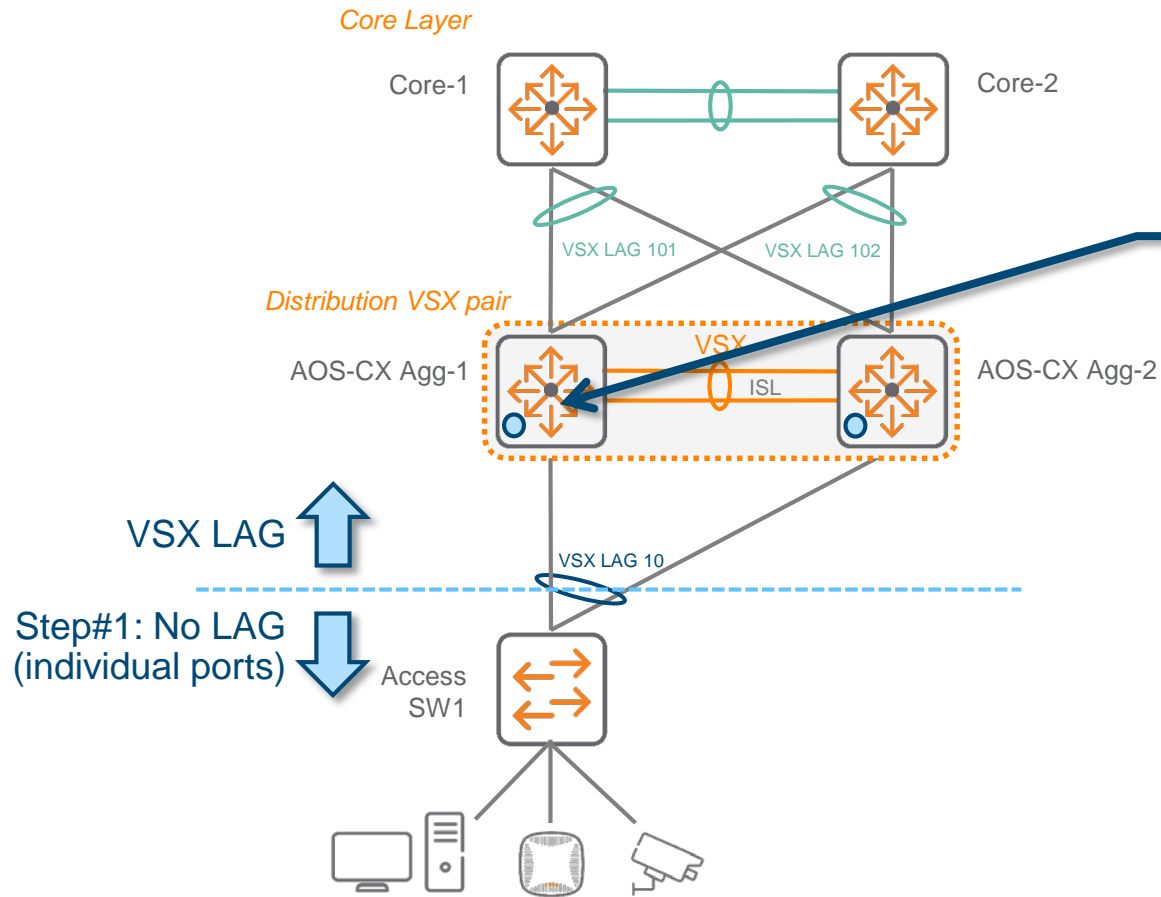 Core Layer
Core-1
Core-2
VSX LAG 101
VSX LAG 102
Distribution VSX pair
VSX
AOS-CX Agg-1
ISL
AOS-CX Agg-2
VSX LAG
VSX LAG 10
Step#1: No LAG
(individual ports)
Access
SW1